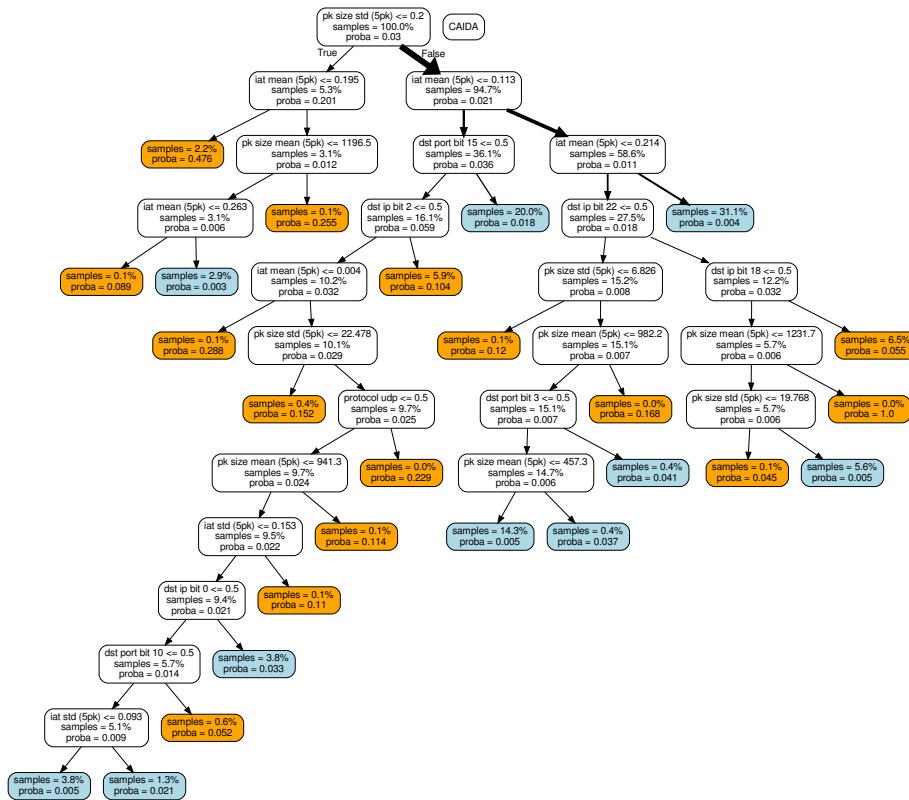 pk size std (5pk) <= 0.2
samples = 100.0%
proba = 0.03
CAIDA
True
False
iat mean (5pk) <= 0.195
samples = 5.3%
proba = 0.201
iat mean (5pk) <= 0.113
samples = 94.7%
proba = 0.021
samples = 2.2%
proba = 0.476
pk size mean (5pk) <= 1196.5
samples = 3.1%
proba = 0.012
dst port bit 15 <= 0.5
samples = 36.1%
proba = 0.036
iat mean (5pk) <= 0.214
samples = 58.6%
proba = 0.011
iat mean (5pk) <= 0.263
samples = 3.1%
proba = 0.006
samples = 0.1%
proba = 0.255
dst ip bit 2 <= 0.5
samples = 16.1%
proba = 0.059
samples = 20.0%
proba = 0.018
dst ip bit 22 <= 0.5
samples = 27.5%
proba = 0.018
samples = 31.1%
proba = 0.004
samples = 0.1%
proba = 0.089
samples = 2.9%
proba = 0.003
iat mean (5pk) <= 0.004
samples = 10.2%
proba = 0.032
samples = 5.9%
proba = 0.104
pk size std (5pk) <= 6.826
samples = 15.2%
proba = 0.008
dst ip bit 18 <= 0.5
samples = 12.2%
proba = 0.032
samples = 0.1%
proba = 0.288
pk size std (5pk) <= 22.478
samples = 10.1%
proba = 0.029
samples = 0.1%
proba = 0.12
pk size mean (5pk) <= 982.2
samples = 15.1%
proba = 0.007
pk size mean (5pk) <= 1231.7
samples = 5.7%
proba = 0.006
samples = 6.5%
proba = 0.055
samples = 0.4%
proba = 0.152
protocol udp <= 0.5
samples = 9.7%
proba = 0.025
dst port bit 3 <= 0.5
samples = 15.1%
proba = 0.007
samples = 0.0%
proba = 0.168
pk size std (5pk) <= 19.768
samples = 5.7%
proba = 0.006
samples = 0.0%
proba = 1.0
pk size mean (5pk) <= 941.3
samples = 9.7%
proba = 0.024
samples = 0.0%
proba = 0.229
pk size mean (5pk) <= 457.3
samples = 14.7%
proba = 0.006
samples = 0.4%
proba = 0.041
samples = 0.1%
proba = 0.045
samples = 5.6%
proba = 0.005
iat std (5pk) <= 0.153
samples = 9.5%
proba = 0.022
samples = 0.1%
proba = 0.114
samples = 14.3%
proba = 0.005
samples = 0.4%
proba = 0.037
dst ip bit 0 <= 0.5
samples = 9.4%
proba = 0.021
samples = 0.1%
proba = 0.11
dst port bit 10 <= 0.5
samples = 5.7%
proba = 0.014
samples = 3.8%
proba = 0.033
iat std (5pk) <= 0.093
samples = 5.1%
proba = 0.009
samples = 0.6%
proba = 0.052
samples = 3.8%
proba = 0.005
samples = 1.3%
proba = 0.021